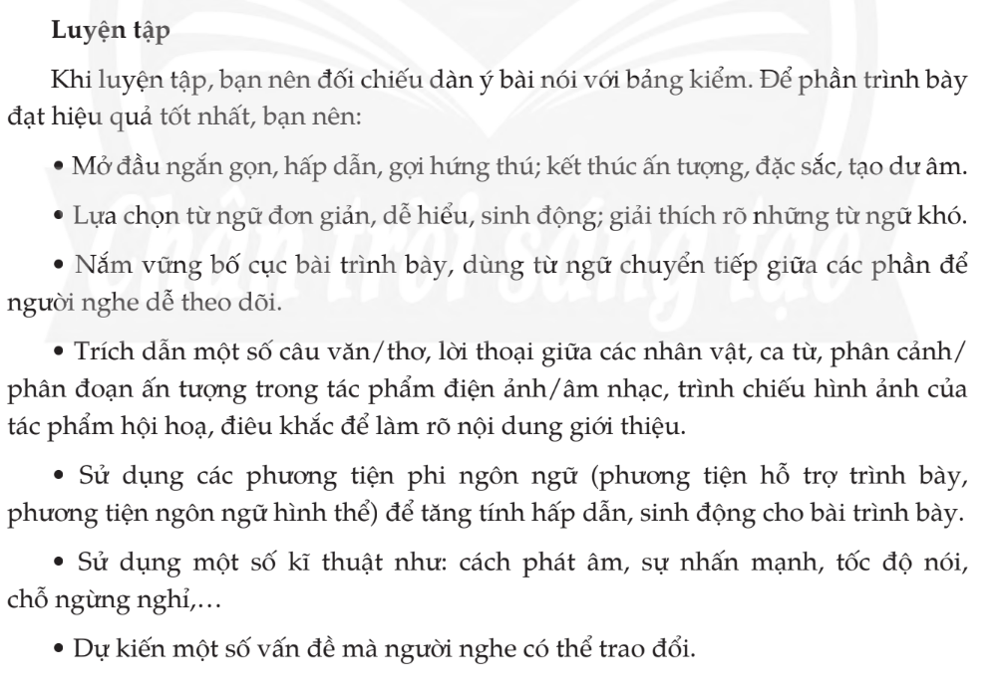 Luyện tập
Khi luyện tập, bạn nên đối chiếu dàn ý bài nói với bảng kiểm. Để phần trình bày
đạt hiệu quả tốt nhất, bạn nên:
• Mở đầu ngắn gọn, hấp dẫn, gợi hứng thú; kết thúc ấn tượng, đặc sắc, tạo dư âm.
• Lựa chọn từ ngữ đơn giản, dễ hiểu, sinh động; giải thích rõ những từ ngữ khó.
• Nắm vững bố cục bài trình bày, dùng từ ngữ chuyển tiếp giữa các phần để
người nghe dễ theo dõi.
• Trích dẫn một số câu văn/thơ, lời thoại giữa các nhân vật, ca từ, phân cảnh/
phân đoạn ấn tượng trong tác phẩm điện ảnh/âm nhạc, trình chiếu hình ảnh của
tác phẩm hội hoạ, điêu khắc để làm rõ nội dung giới thiệu.
• Sử dụng các phương tiện phi ngôn ngữ (phương tiện hỗ trợ trình bày,
phương tiện ngôn ngữ hình thể) để tăng tính hấp dẫn, sinh động cho bài trình bày.
• Sử dụng một số kĩ thuật như: cách phát âm, sự nhấn mạnh, tốc độ nói,
chỗ ngừng nghỉ,…
• Dự kiến một số vấn đề mà người nghe có thể trao đổi.
Chân trời sáng tạo